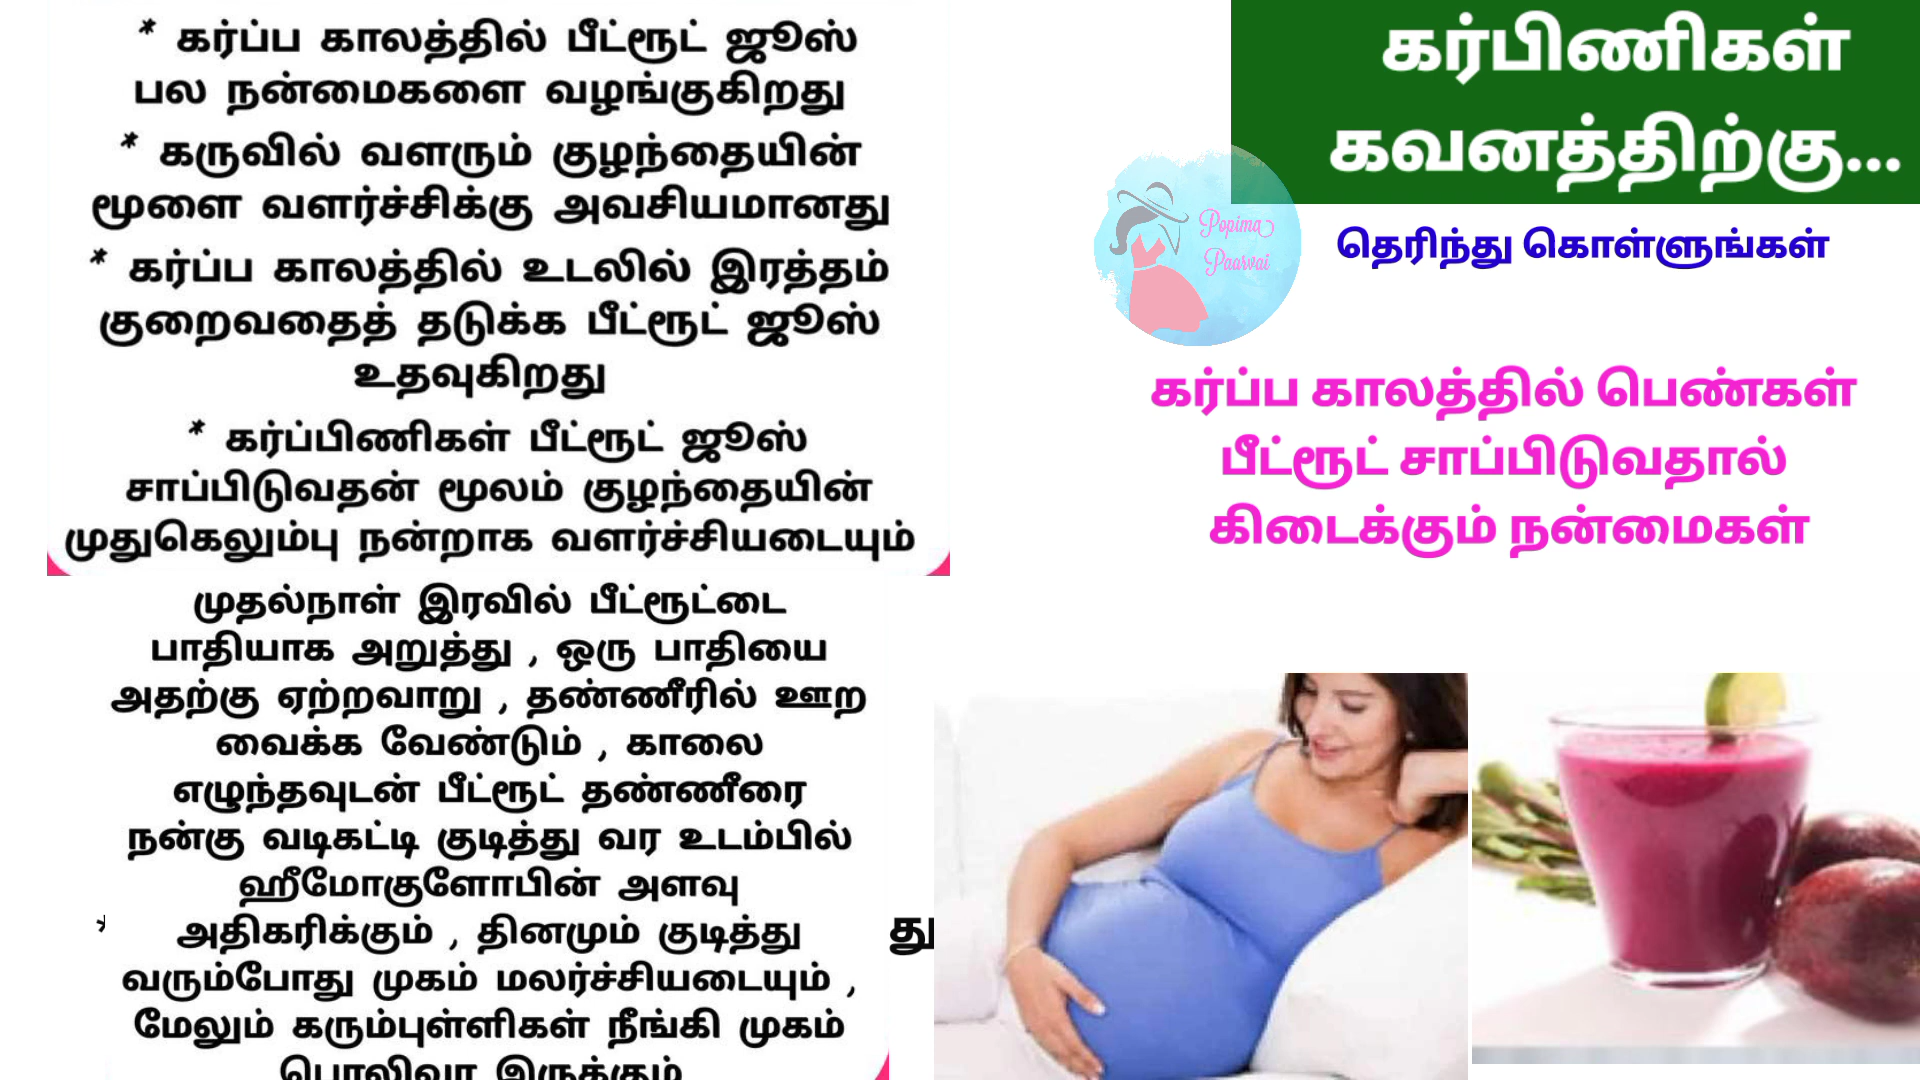 * கர்ப்ப காலத்தில் பீட்ரூட் ஜூஸ்
பல நன்மைகளை வழங்குகிறது
* கருவில் வளரும் குழந்தையின்
மூளை வளர்ச்சிக்கு அவசியமானது
* கர்ப்ப காலத்தில் உடலில் இரத்தம்
குறைவதைத் தடுக்க பீட்ரூட் ஜூஸ்
உதவுகிறது
* கர்ப்பிணிகள் பீட்ரூட் ஜூஸ்
சாப்பிடுவதன் மூலம் குழந்தையின்
முதுகெலும்பு நன்றாக வளர்ச்சியடையும்
முதல்நாள் இரவில் பீட்ரூட்டை
பாதியாக அறுத்து , ஒரு பாதியை
அதற்கு ஏற்றவாறு , தண்ணீரில் ஊற
வைக்க வேண்டும் , காலை
எழுந்தவுடன் பீட்ரூட் தண்ணீரை
நன்கு வடிகட்டி குடித்து வர உடம்பில்
ஹீமோகுளோபின் அளவு
* அதிகரிக்கும் , தினமும் குடித்து து
வரும்போது முகம் மலர்ச்சியடையும் ,
மேலும் கரும்புள்ளிகள் நீங்கி முகம்
பொலிவா இருக்கும்
கர்பிணிகள்
கவனத்திற்கு...
Popima
Paarvai
தெரிந்து கொள்ளுங்கள்
கர்ப்ப காலத்தில் பெண்கள்
பீட்ரூட் சாப்பிடுவதால்
கிடைக்கும் நன்மைகள்